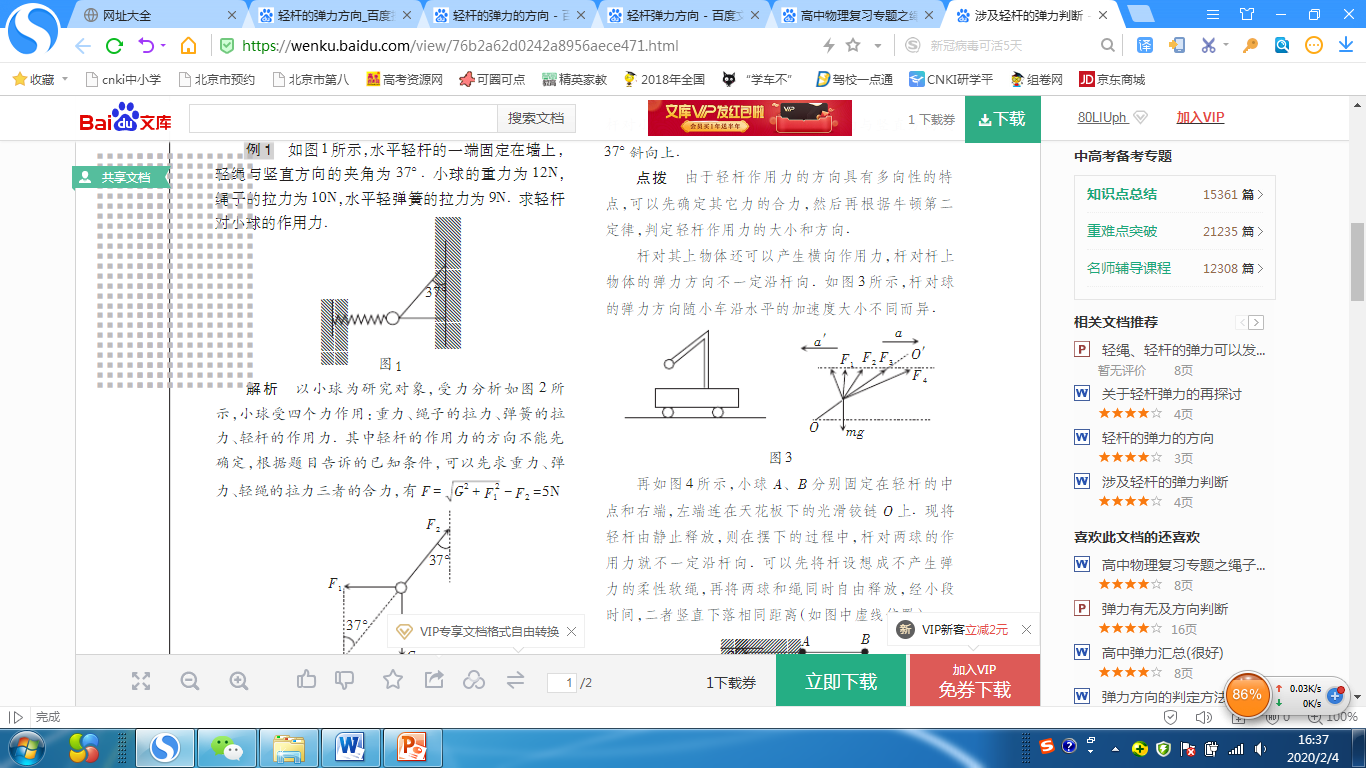 网址大全
轻杆的弹力方向_百度
轻杆的弹力的方向 - 百
轻杆弹力方向 - 百度文
高中物理复习专题之绳
涉及轻杆的弹力判断 -
https://wenku.baidu.com/view/76b2a62d0242a8956aece471.html
新冠病毒可活5天
收藏
cnki中小学
北京市预约
北京市第八
高考资源网
可圈可点
精英家教
2018年全国
“学车不”
驾校一点通
CNKI研学平
组卷网
京东商城
Bai du 文库
搜索文档
文库VIP发红包啦
会员买1年送半年
1 下载券
下载
80LIUph
加入VIP
共享文档
例 1 如图1所示,水平轻杆的一端固定在墙上,
轻绳与竖直方向的夹角为 37°. 小球的重力为 12N,
绳子的拉力为10N,水平轻弹簧的拉力为 9N. 求轻杆
对小球的作用力.
37°
图 1
解析 以小球为研究对象,受力分析如图 2 所
示,小球受四个力作用:重力、绳子的拉力、弹簧的拉
力、轻杆的作用力. 其中轻杆的作用力的方向不能先
确定,根据题目告诉的已知条件,可以先求重力、弹
力、轻绳的拉力三者的合力,有 F = √(G² + F₁²) − F₂ =5N
F₂
37°
F₁
37°
G
37° 斜向上.
点拨 由于轻杆作用力的方向具有多向性的特
点,可以先确定其它力的合力,然后再根据牛顿第二
定律,判定轻杆作用力的大小和方向.
杆对其上物体还可以产生横向作用力,杆对杆上
物体的弹力方向不一定沿杆向. 如图 3 所示,杆对球
的弹力方向随小车沿水平的加速度大小不同而异.
a′
a
F₁ F₂ F₃ O′
F₄
O
mg
图 3
再如图 4 所示,小球 A、B 分别固定在轻杆的中
点和右端,左端连在天花板下的光滑铰链 O 上. 现将
轻杆由静止释放,则在摆下的过程中,杆对两球的作
用力就不一定沿杆向. 可以先将杆设想成不产生弹
力的柔性软绳,再将两球和绳同时自由释放,经小段
时间,二者竖直下落相同距离(如图中虚线
A
B
VIP专享文档格式自由转换
新 VIP新客立减2元
1 /2
1下载券
立即下载
加入VIP
免券下载
中高考备考专题
知识点总结 15361 篇
重难点突破 21235 篇
名师辅导课程 12308 篇
相关文档推荐
轻绳、轻杆的弹力可以发...
暂无评价 8页
关于轻杆弹力的再探讨
4页
轻杆的弹力的方向
3页
涉及轻杆的弹力判断
4页
喜欢此文档的还喜欢
高中物理复习专题之绳子...
8页
弹力有无及方向判断
16页
高中弹力汇总(很好)
8页
弹力方向的判定方法
86%
0.03K/s
0K/s
完成
100%
16:37
2020/2/4